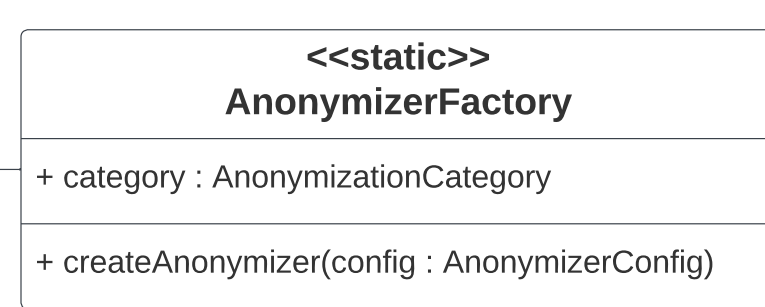 <<static>>
AnonymizerFactory
+ category : AnonymizationCategory
+ createAnonymizer(config : AnonymizerConfig)